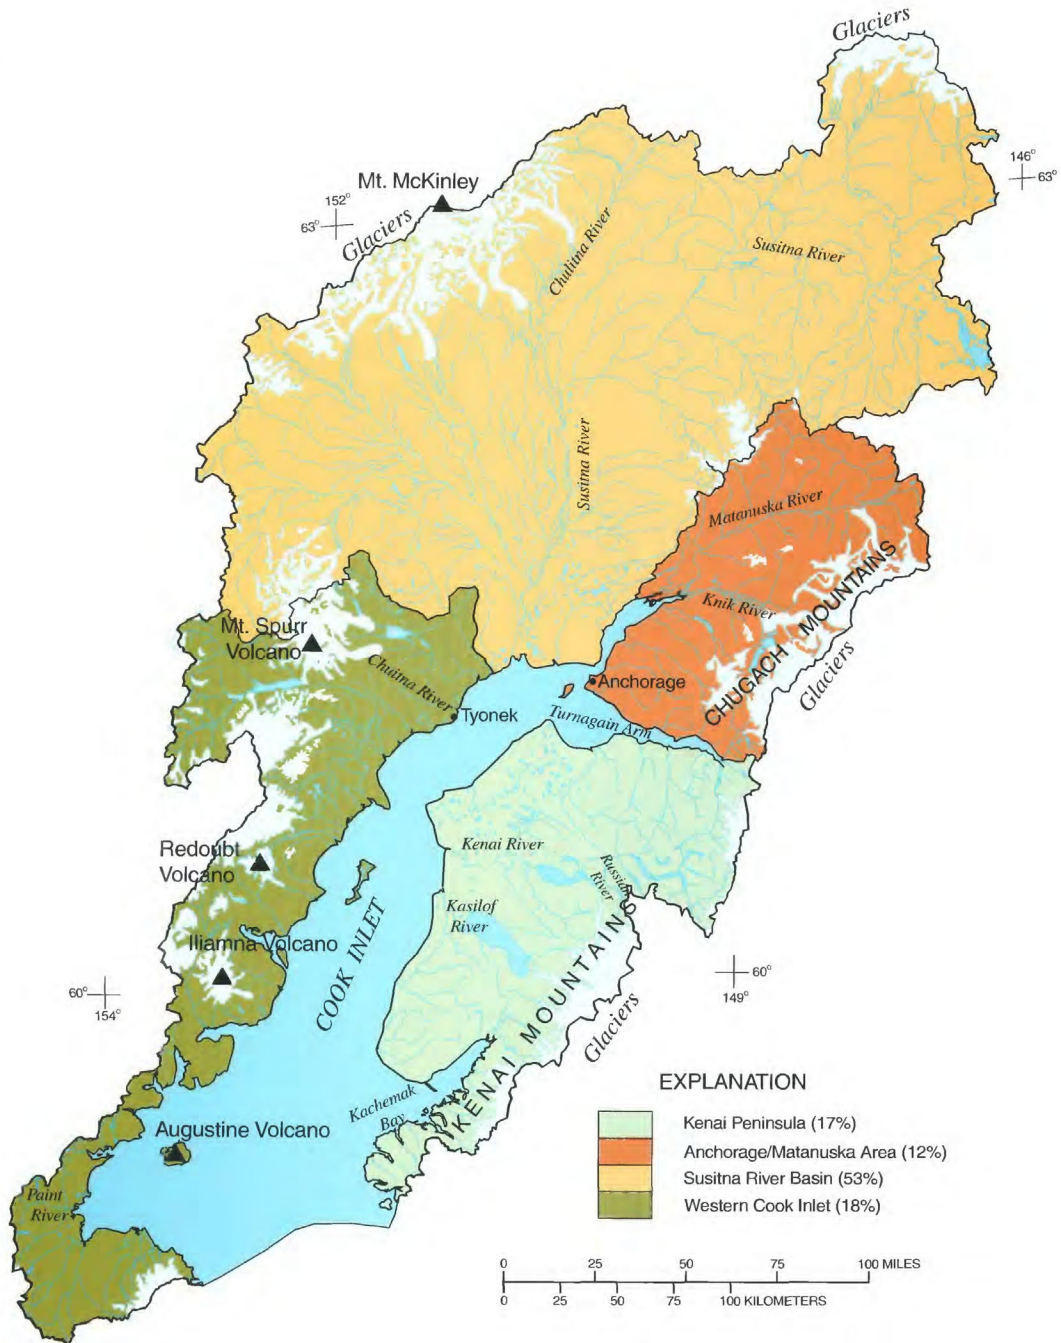 Glaciers
146°
63°
Mt. McKinley
152°
63°
Glaciers
Chulitna River
Susitna River
Susitna River
Matanuska River
Knik River
CHUGACH MOUNTAINS
Glaciers
Mt. Spurr
Volcano
Chuitna River
Anchorage
Tyonek
Turnagain Arm
Kenai River
Russian
River
Redoubt
Volcano
Kasilof
River
Iliamna Volcano
COOK INLET
KENAI MOUNTAINS
60°
149°
60°
154°
Glaciers
Kachemak
Bay
Augustine Volcano
Paint
River
EXPLANATION
Kenai Peninsula (17%)
Anchorage/Matanuska Area (12%)
Susitna River Basin (53%)
Western Cook Inlet (18%)
0 25 50 75 100 MILES
0 25 50 75 100 KILOMETERS